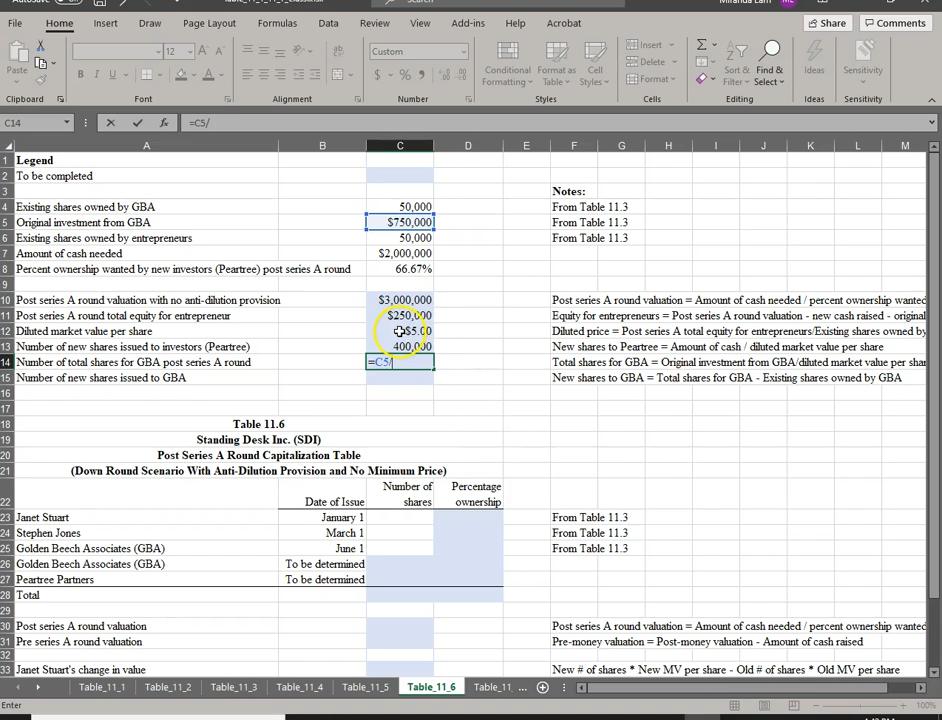 AutoSave Off
Table_11_1_Classlink
Search
Miranda Lam
ML
File Home Insert Draw Page Layout Formulas Data Review View Add-ins Help Acrobat Share Comments
12
Custom
Insert
Delete
Format
Paste
Conditional Formatting
Format as Table
Cell Styles
Sort & Filter
Find & Select
Ideas
Sensitivity
Clipboard Font Alignment Number Styles Cells Editing Ideas Sensitivity
C14 fx =C5/
A B C D E F G H I J K L M
1 Legend
2 To be completed
3 Notes:
4 Existing shares owned by GBA 50,000 From Table 11.3
5 Original investment from GBA $750,000 From Table 11.3
6 Existing shares owned by entrepreneurs 50,000 From Table 11.3
7 Amount of cash needed $2,000,000
8 Percent ownership wanted by new investors (Peartree) post series A round 66.67%
9
10 Post series A round valuation with no anti-dilution provision $3,000,000 Post series A round valuation = Amount of cash needed / percent ownership wanted
11 Post series A round total equity for entrepreneur $250,000 Equity for entrepreneurs = Post series A round valuation - new cash raised - original
12 Diluted market value per share $5.00 Diluted price = Post series A total equity for entrepreneurs/Existing shares owned by
13 Number of new shares issued to investors (Peartree) 400,000 New shares to Peartree = Amount of cash / diluted market value per share
14 Number of total shares for GBA post series A round =C5/ Total shares for GBA = Original investment from GBA/diluted market value per shar
15 Number of new shares issued to GBA New shares to GBA = Total shares for GBA - Existing shares owned by GBA
16
17
18 Table 11.6
19 Standing Desk Inc. (SDI)
20 Post Series A Round Capitalization Table
21 (Down Round Scenario With Anti-Dilution Provision and No Minimum Price)
22 Date of Issue Number of shares Percentage ownership
23 Janet Stuart January 1 From Table 11.3
24 Stephen Jones March 1 From Table 11.3
25 Golden Beech Associates (GBA) June 1 From Table 11.3
26 Golden Beech Associates (GBA) To be determined
27 Peartree Partners To be determined
28 Total
29
30 Post series A round valuation Post series A round valuation = Amount of cash needed / percent ownership wanted
31 Pre series A round valuation Pre-money valuation = Post-money valuation - Amount of cash raised
32
33 Janet Stuart's change in value New # of shares * New MV per share - Old # of shares * Old MV per share
Table_11_1 Table_11_2 Table_11_3 Table_11_4 Table_11_5 Table_11_6 Table_11_ ...
Enter 100%